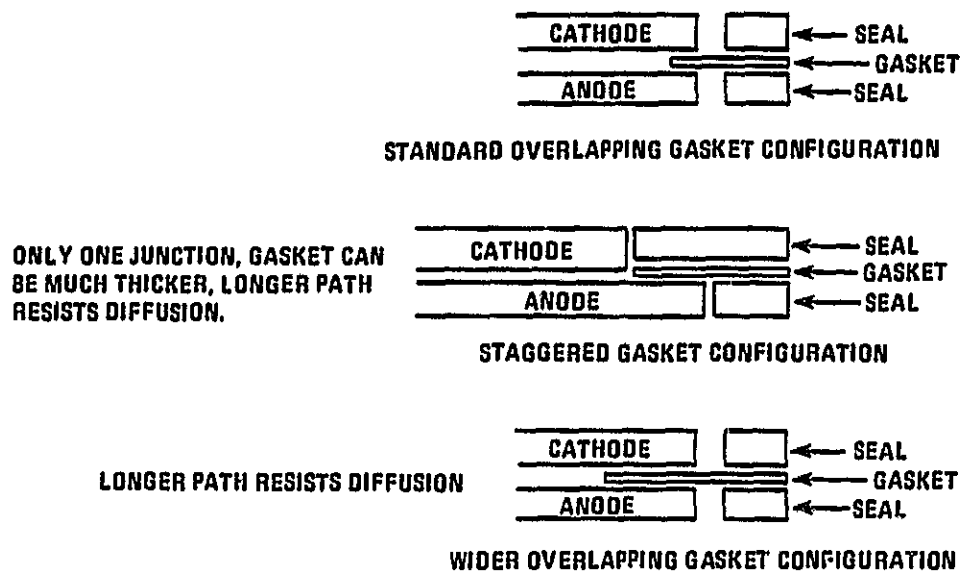 CATHODE
SEAL
GASKET
ANODE
SEAL
STANDARD OVERLAPPING GASKET CONFIGURATION
ONLY ONE JUNCTION, GASKET CAN
BE MUCH THICKER, LONGER PATH
RESISTS DIFFUSION.
CATHODE
SEAL
GASKET
ANODE
SEAL
STAGGERED GASKET CONFIGURATION
LONGER PATH RESISTS DIFFUSION
CATHODE
SEAL
GASKET
ANODE
SEAL
WIDER OVERLAPPING GASKET CONFIGURATION